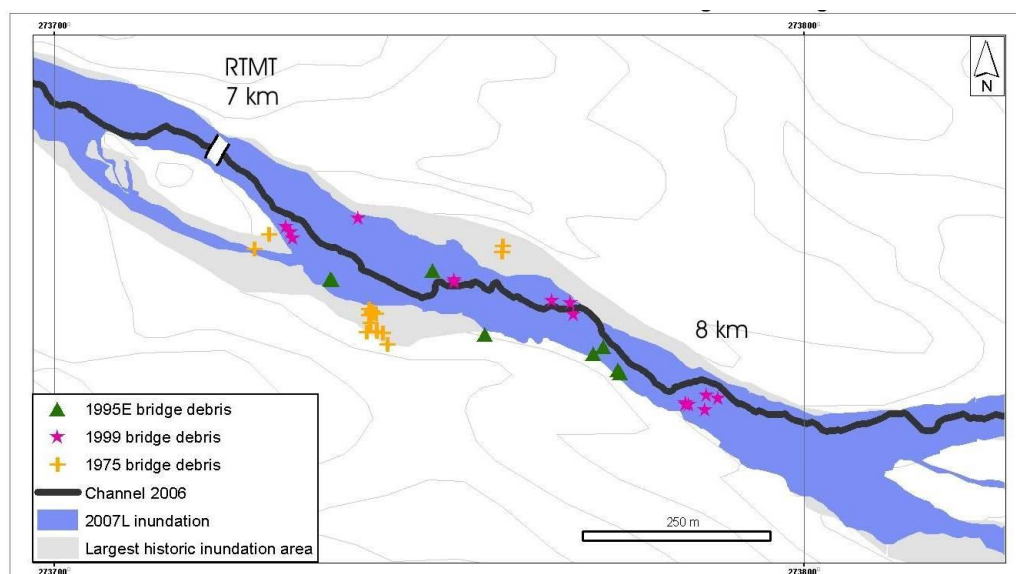 273700
273800
RTMT
7 km
N
8 km
1995E bridge debris
1999 bridge debris
1975 bridge debris
Channel 2006
2007L inundation
Largest historic inundation area
250 m
273700
273800